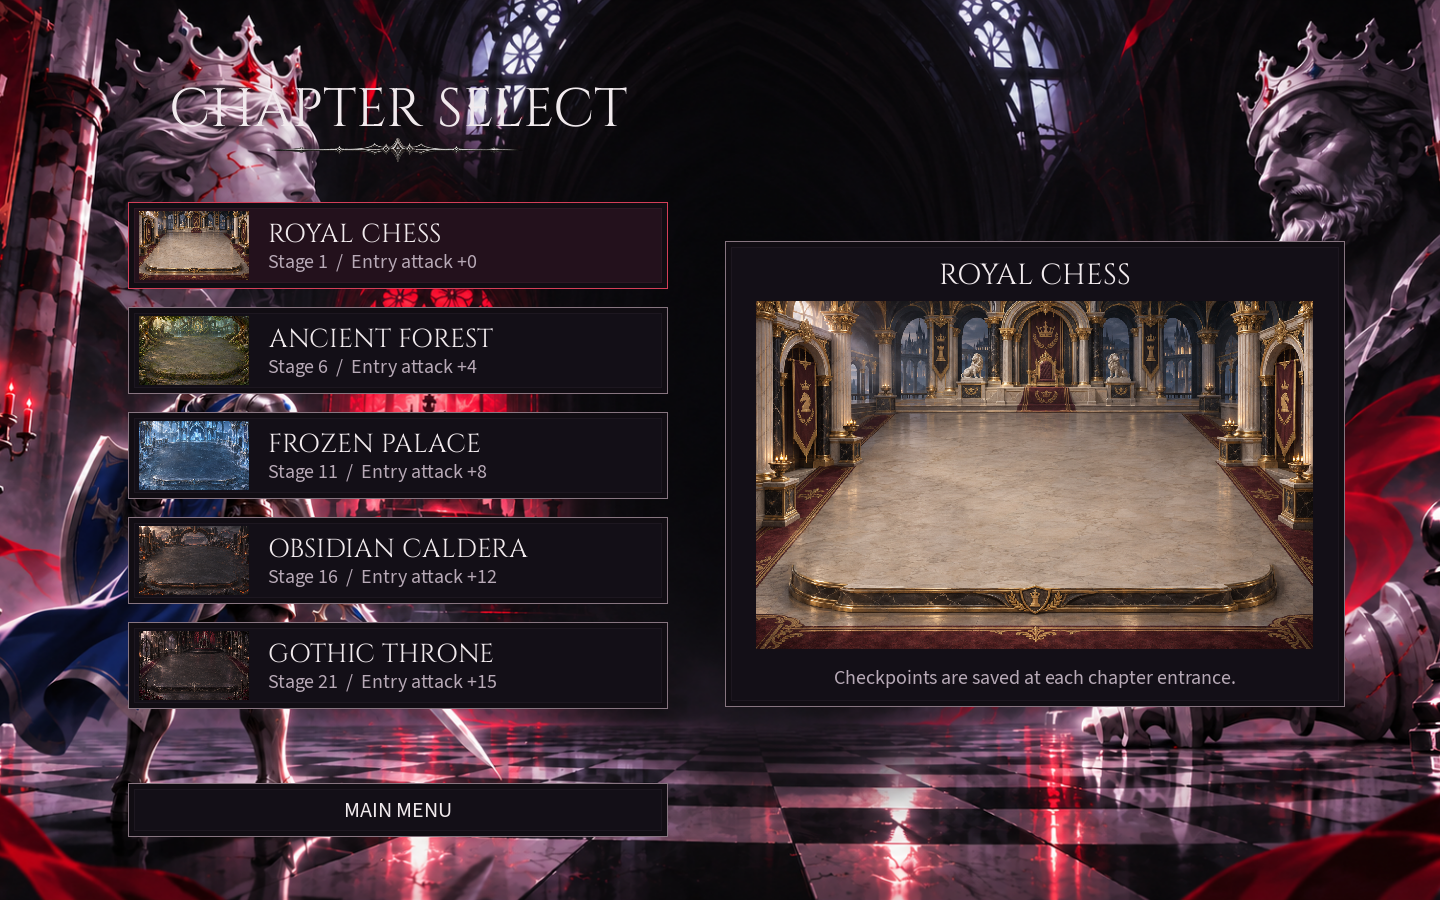 CHAPTER SELECT
ROYAL CHESS
Stage 1 / Entry attack +0
ANCIENT FOREST
Stage 6 / Entry attack +4
FROZEN PALACE
Stage 11 / Entry attack +8
OBSIDIAN CALDERA
Stage 16 / Entry attack +12
GOTHIC THRONE
Stage 21 / Entry attack +15
MAIN MENU
ROYAL CHESS
Checkpoints are saved at each chapter entrance.